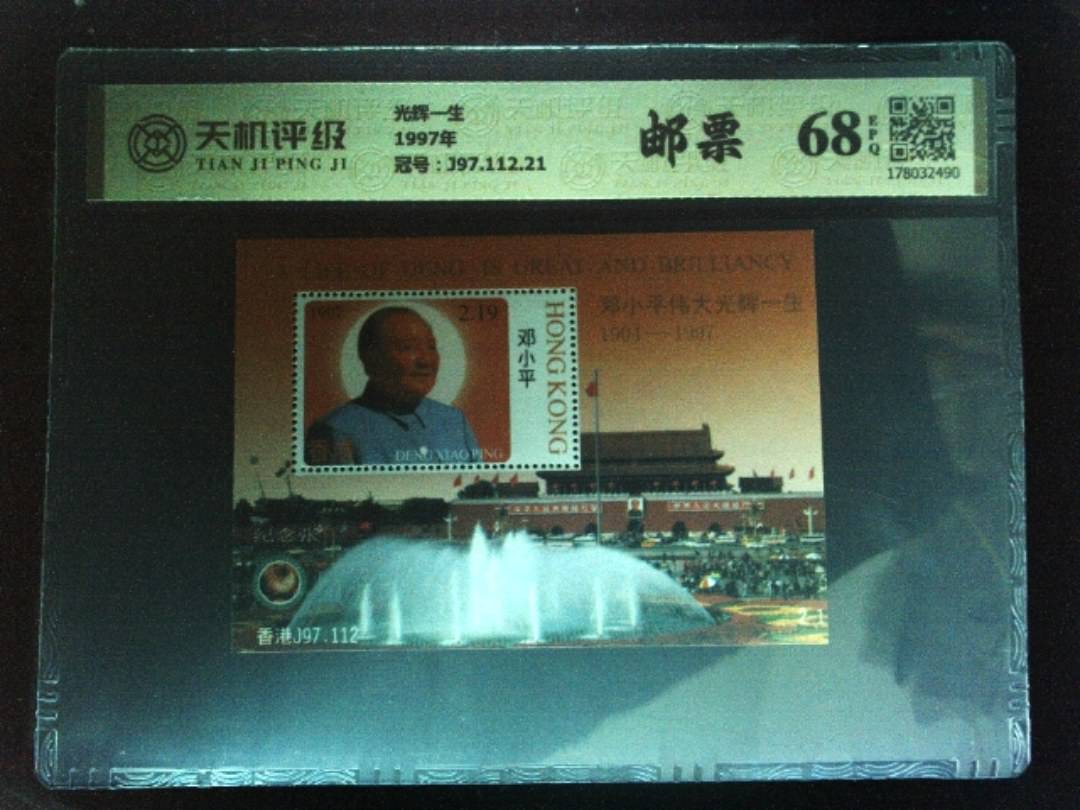 天机评级
TIAN JI PING JI
光辉一生
1997年
冠号：J97.112.21
邮票
68
EPQ
178032490
A LIFE OF DENG IS GREAT AND BRILLIANCY
邓小平伟大光辉一生
1997
2.19
邓小平
HONG KONG
DENG XIAO PING
纪念张
香港J97.112
2-1